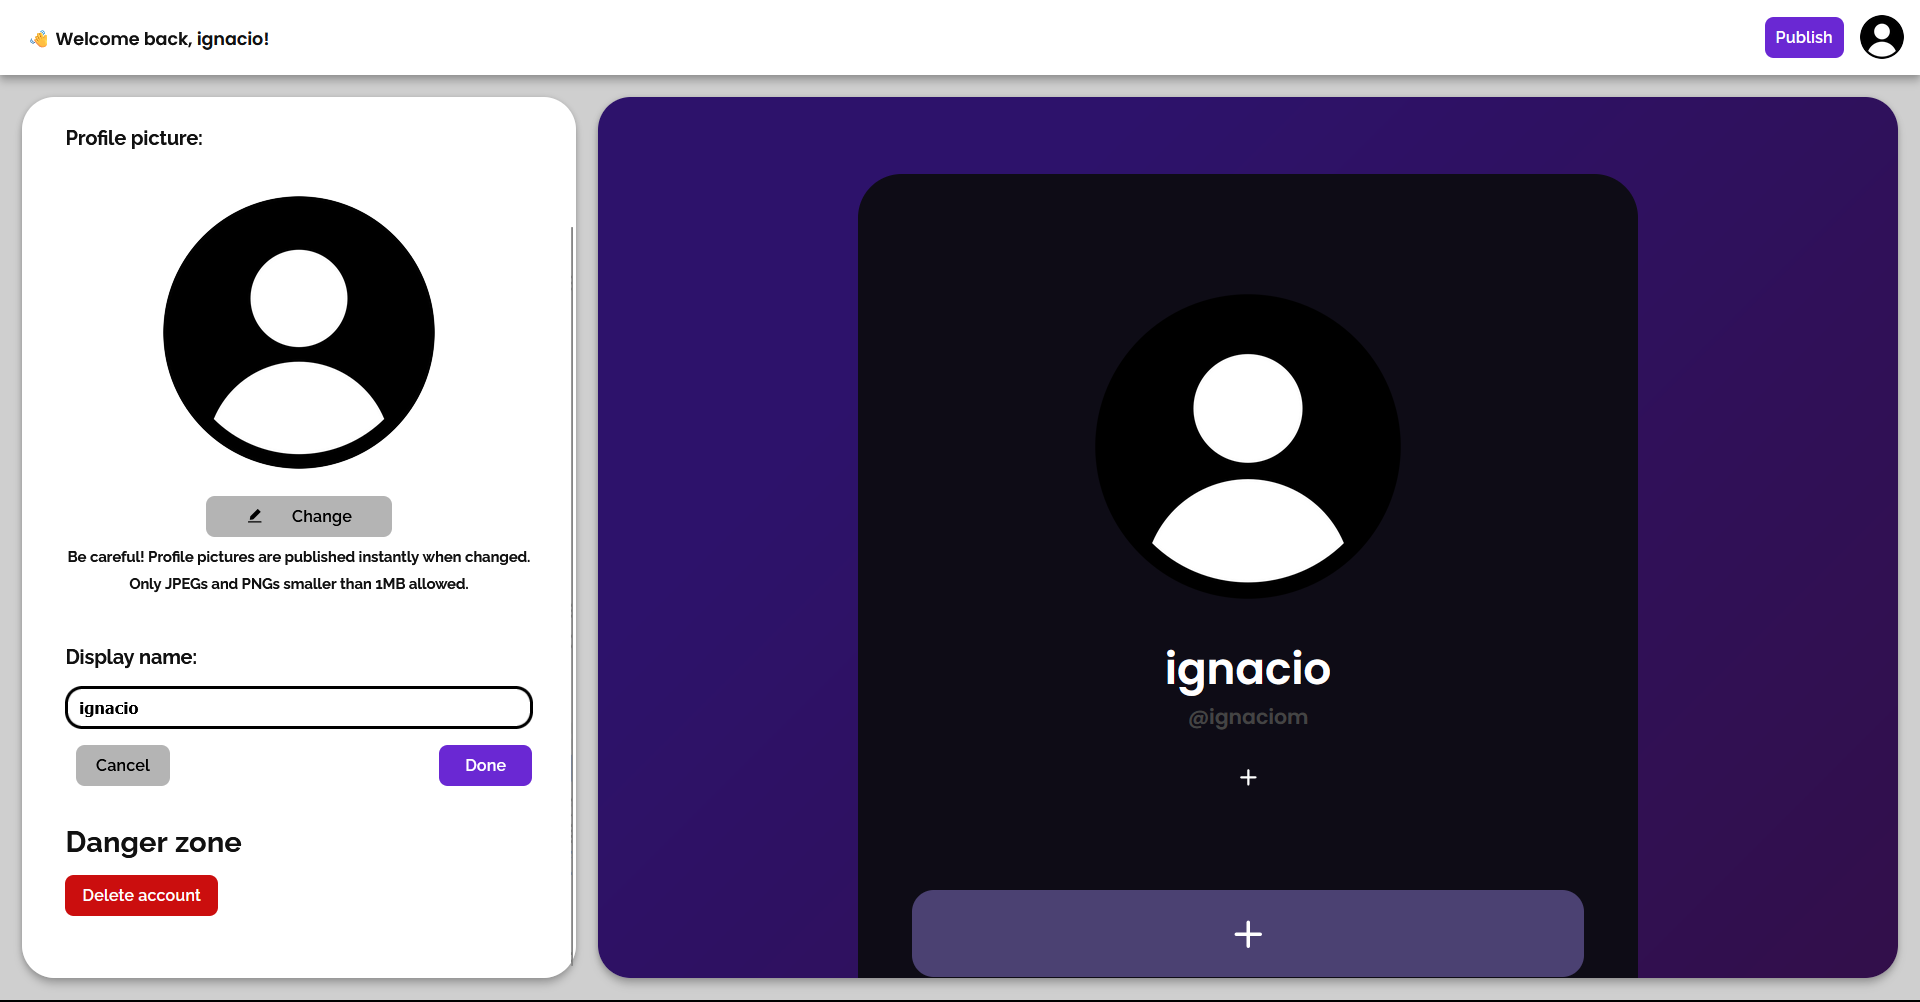 👋 Welcome back, ignacio!
Publish
Profile picture:
Change
Be careful! Profile pictures are published instantly when changed.
Only JPEGs and PNGs smaller than 1MB allowed.
Display name:
ignacio
Cancel
Done
Danger zone
Delete account
ignacio
@ignaciom
+
+